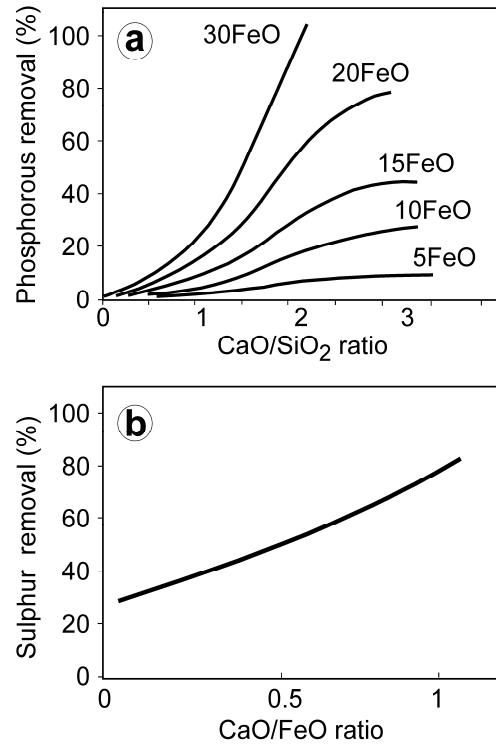 a
Phosphorous removal (%)
100
80
60
40
20
0
30FeO
20FeO
15FeO
10FeO
5FeO
0 1 2 3
CaO/SiO₂ ratio
b
Sulphur removal (%)
100
80
60
40
20
0
0 0.5 1
CaO/FeO ratio